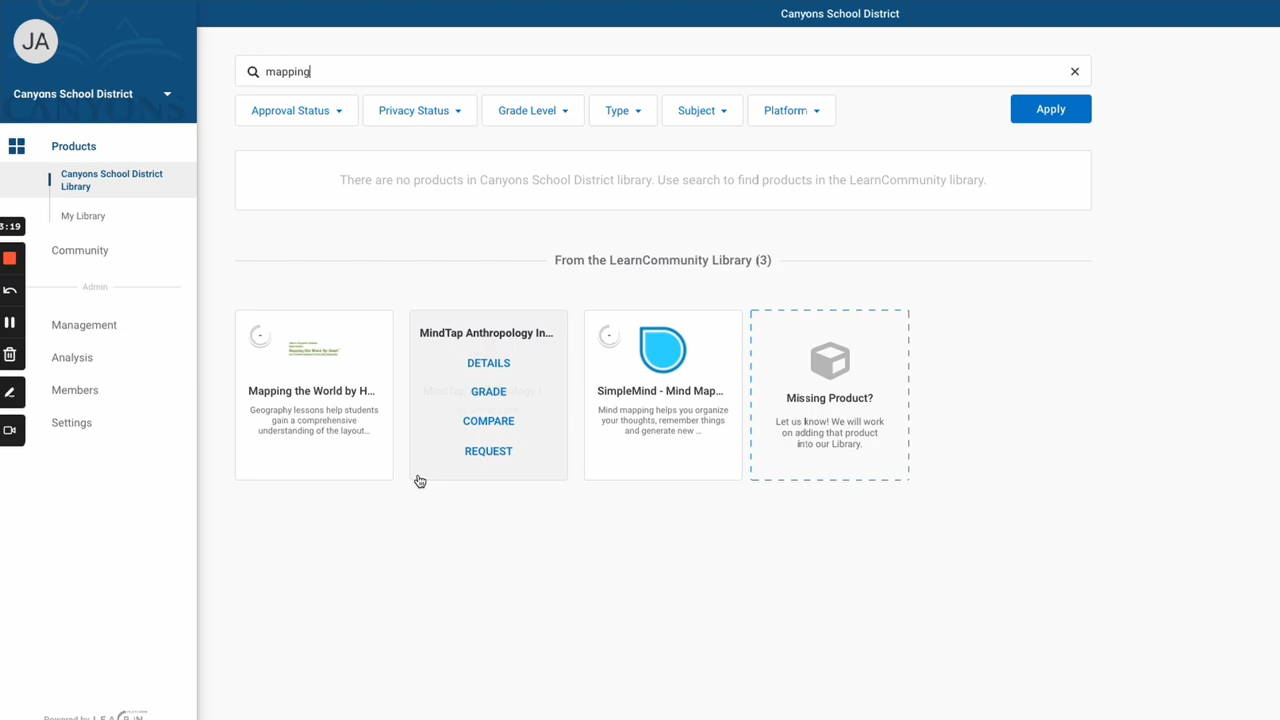 Canyons School District
JA
Canyons School District
Products
Canyons School District
Library
My Library
Community
Admin
Management
Analysis
Members
Settings
3:19
mapping
Approval Status
Privacy Status
Grade Level
Type
Subject
Platform
Apply
There are no products in Canyons School District library. Use search to find products in the LearnCommunity library.
From the LearnCommunity Library (3)
Mapping the World by H...
Geography lessons help students
gain a comprehensive
understanding of the layout...
MindTap Anthropology In...
DETAILS
GRADE
COMPARE
REQUEST
SimpleMind - Mind Map...
Mind mapping helps you organize
your thoughts, remember things
and generate new ...
Missing Product?
Let us know! We will work
on adding that product
into our Library.
Powered by